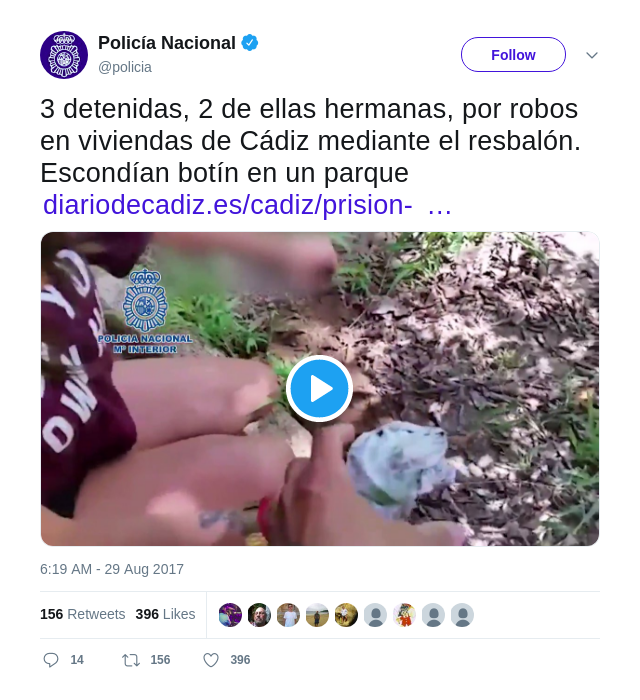 Policía Nacional
@policia
Follow
3 detenidas, 2 de ellas hermanas, por robos
en viviendas de Cádiz mediante el resbalón.
Escondían botín en un parque
diariodecadiz.es/cadiz/prision- …
POLICIA NACIONAL
Mº INTERIOR
6:19 AM - 29 Aug 2017
156 Retweets 396 Likes
14 156 396